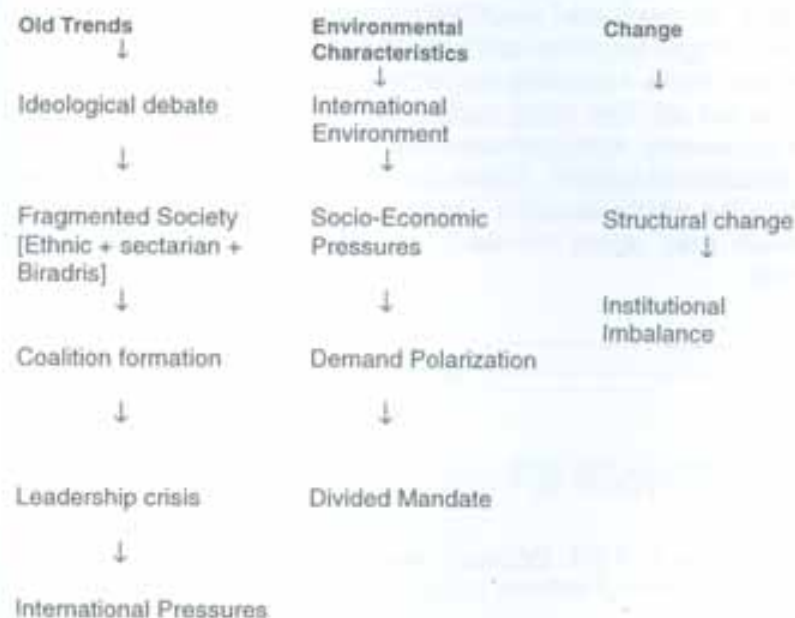 Old Trends
↓
Ideological debate
↓
Fragmented Society
[Ethnic + sectarian +
Biradris]
↓
Coalition formation
↓
Leadership crisis
↓
International Pressures
Environmental
Characteristics
↓
International
Environment
↓
Socio-Economic
Pressures
↓
Demand Polarization
↓
Divided Mandate
Change
↓
Structural change
↓
Institutional
Imbalance